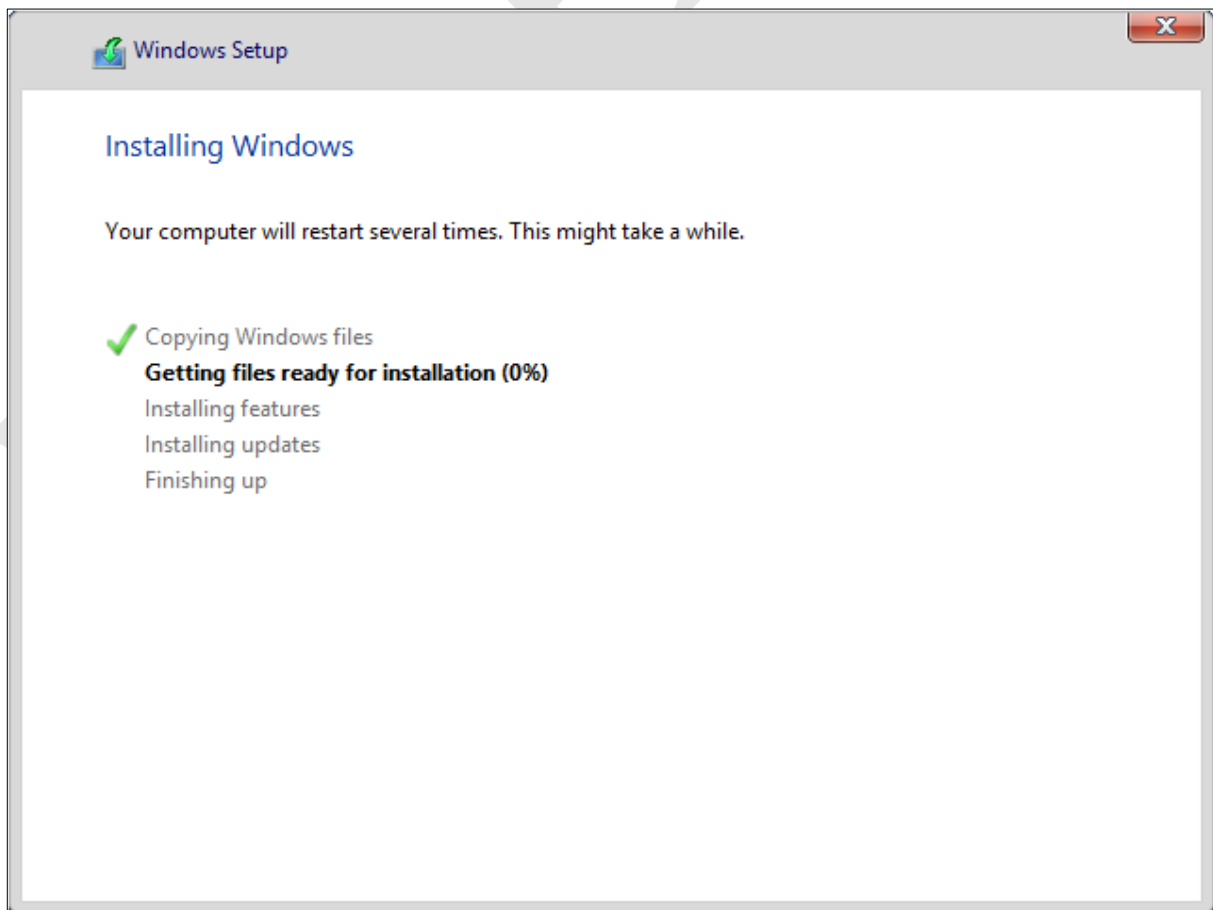 Windows Setup
Installing Windows
Your computer will restart several times. This might take a while.
Copying Windows files
Getting files ready for installation (0%)
Installing features
Installing updates
Finishing up